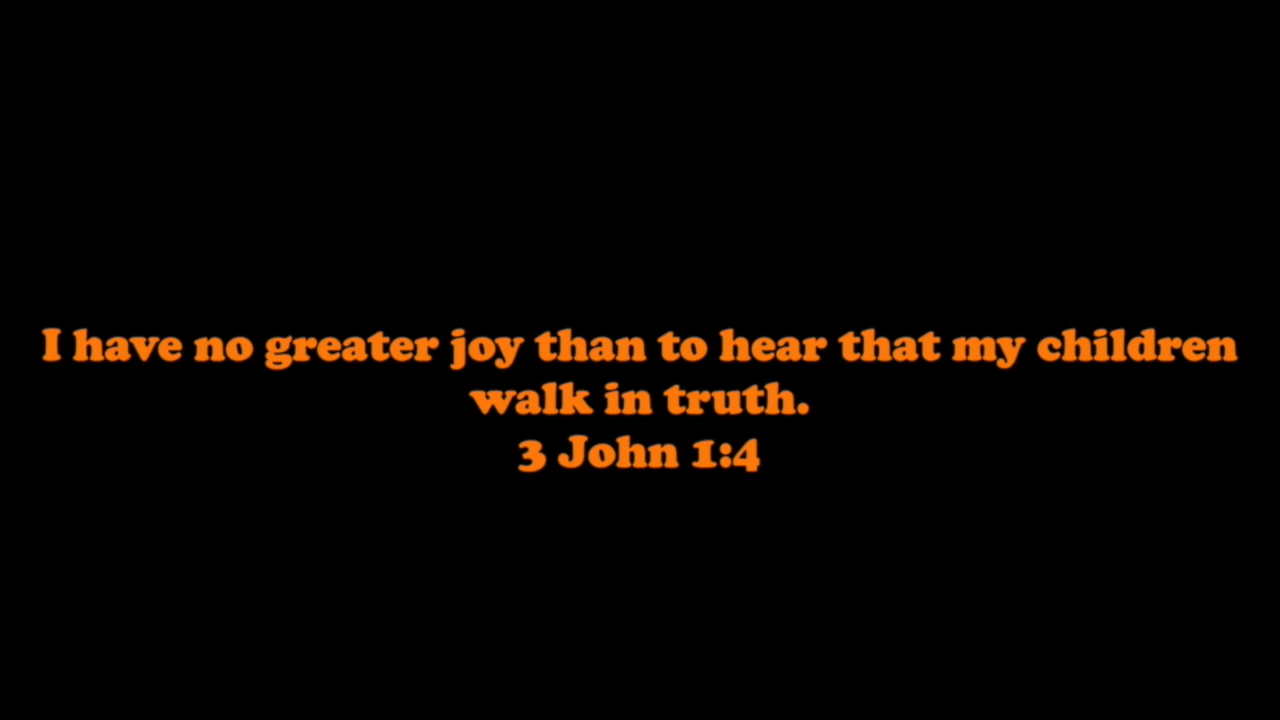 I have no greater joy than to hear that my children
walk in truth.
3 John 1:4